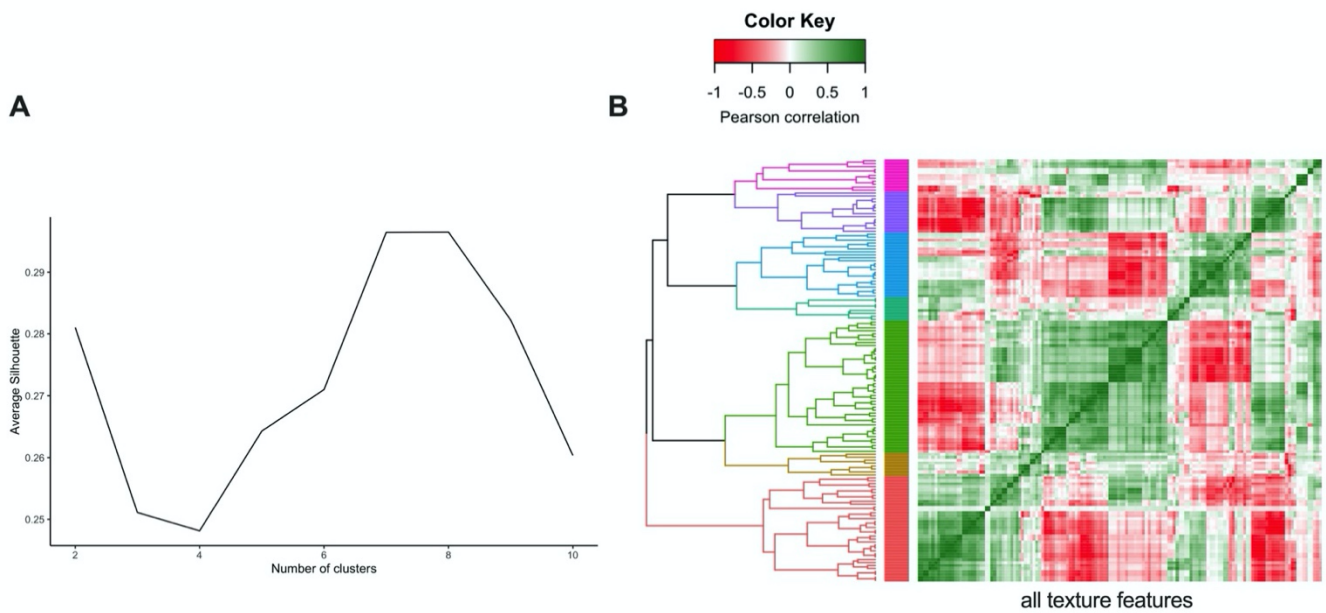 Color Key
-1 -0.5 0 0.5 1
Pearson correlation
A
B
Average Silhouette
0.29
0.28
0.27
0.26
0.25
2 4 6 8 10
Number of clusters
all texture features